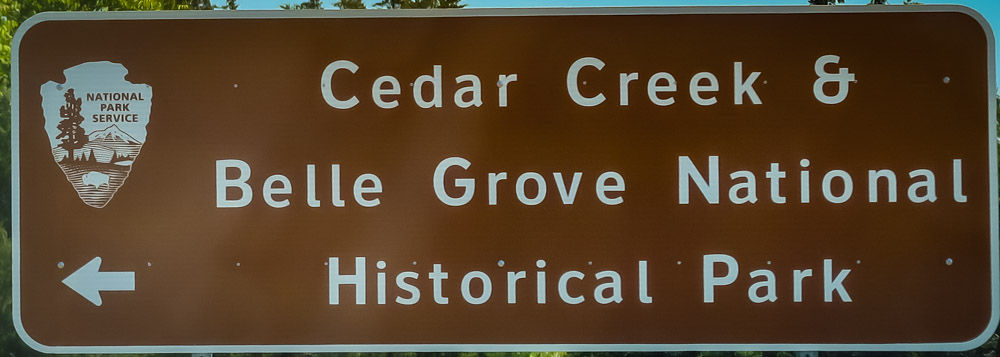 NATIONAL
PARK
SERVICE
Cedar Creek &
Belle Grove National
Historical Park